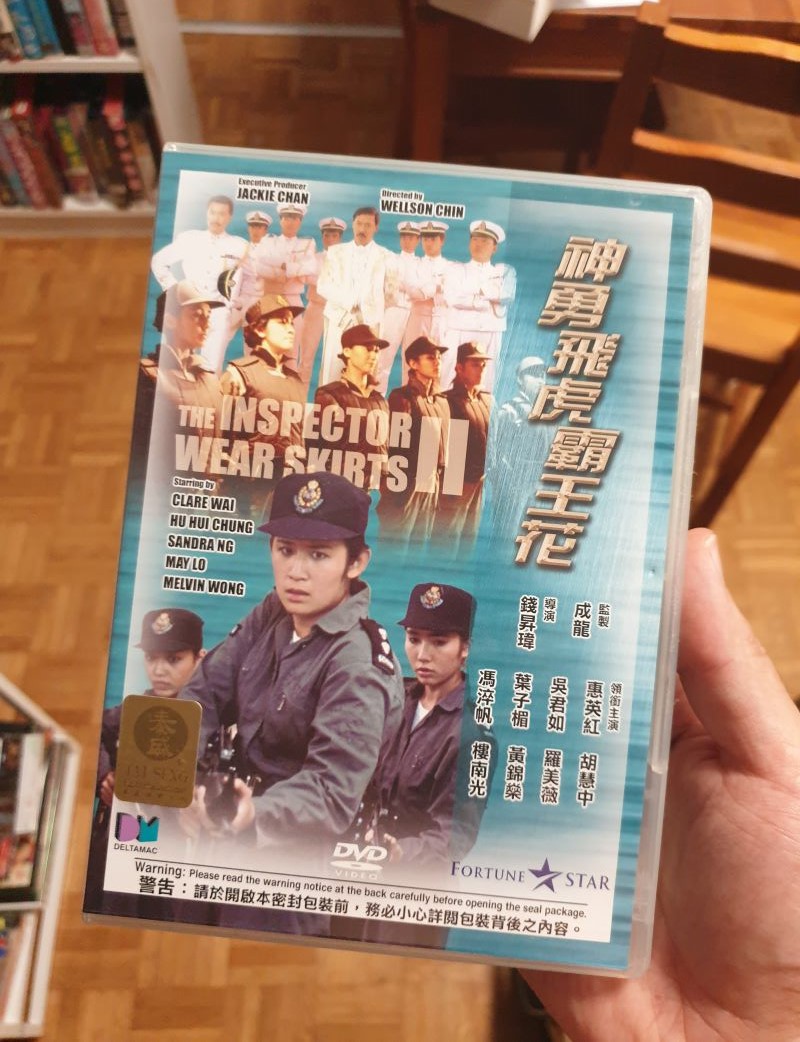 Executive Producer
JACKIE CHAN
Directed by
WELLSON CHIN
神勇飛虎霸王花
THE INSPECTOR
WEAR SKIRTS II
Starring by
CLARE WAI
HU HUI CHUNG
SANDRA NG
MAY LO
MELVIN WONG
監製
成龍
導演
錢昇瑋
領銜主演
惠英紅 胡慧中
吳君如 羅美薇
葉子楣 黃錦燊
馮淬帆 樓南光
DM
DELTAMAC
DVD
VIDEO
FORTUNE STAR
Warning: Please read the warning notice at the back carefully before opening the seal package.
警告：請於開啟本密封包裝前，務必小心詳閱包裝背後之內容。